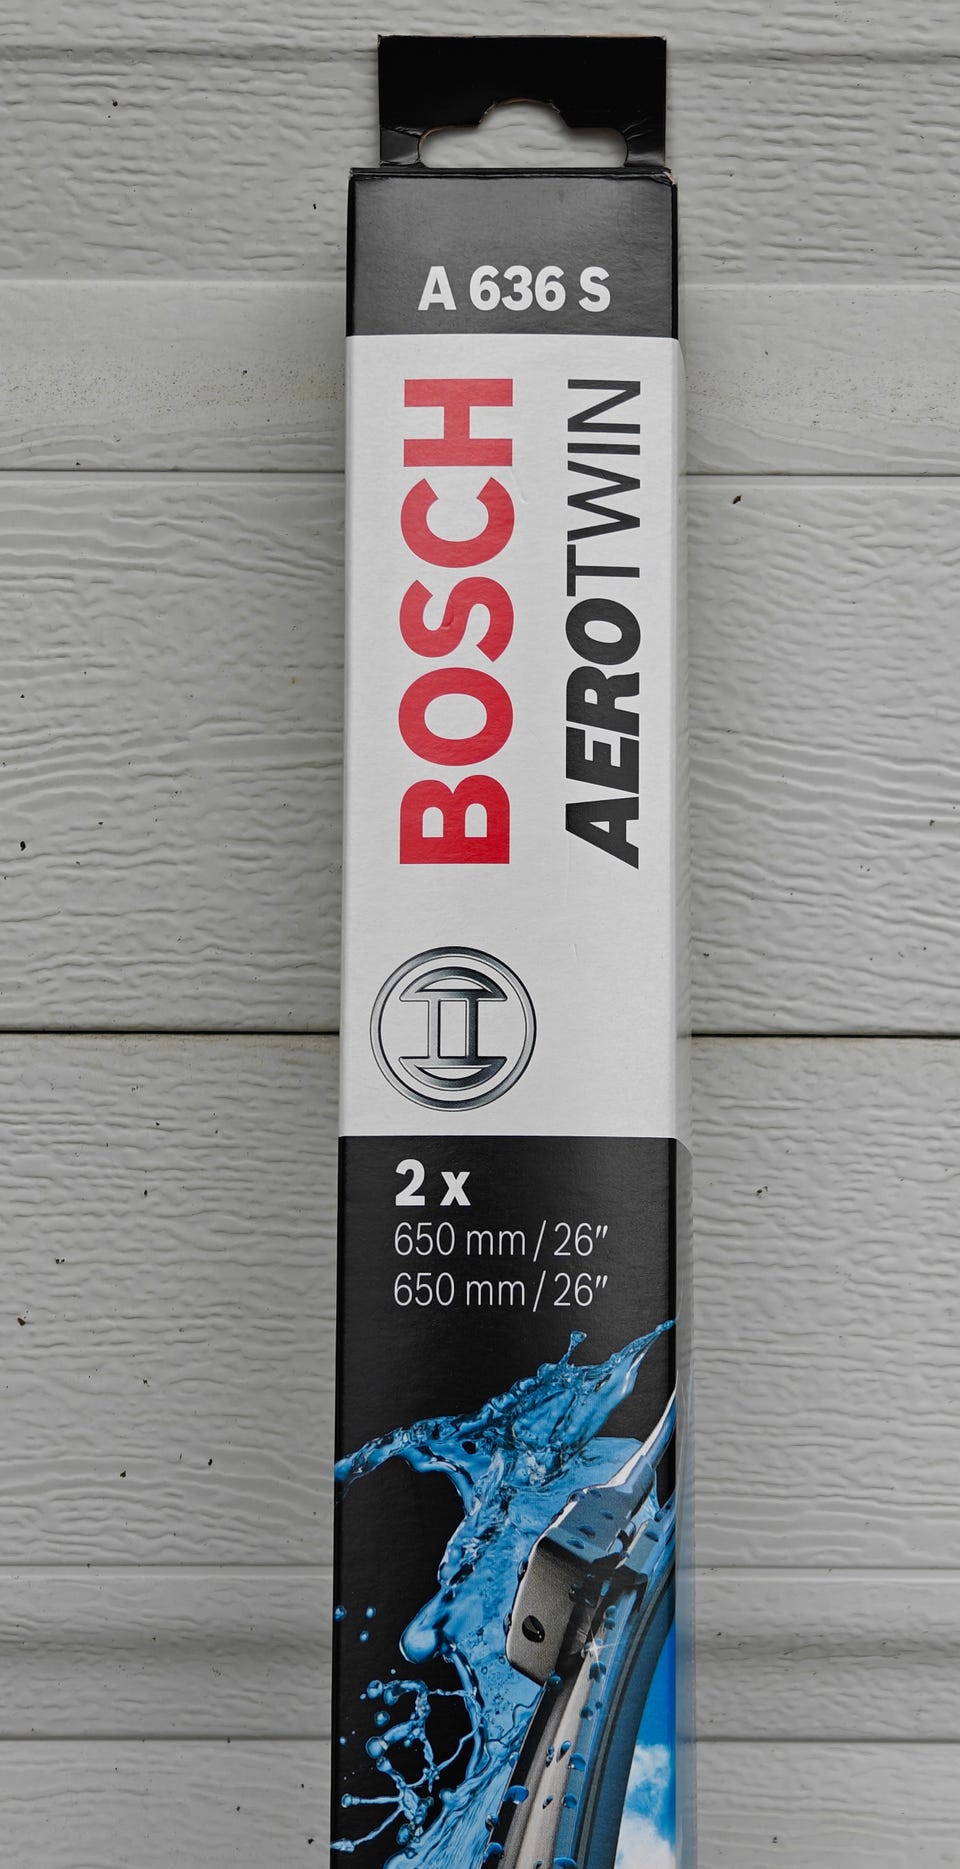 A 636 S
BOSCH
AEROTWIN
2 x
650 mm / 26″
650 mm / 26″